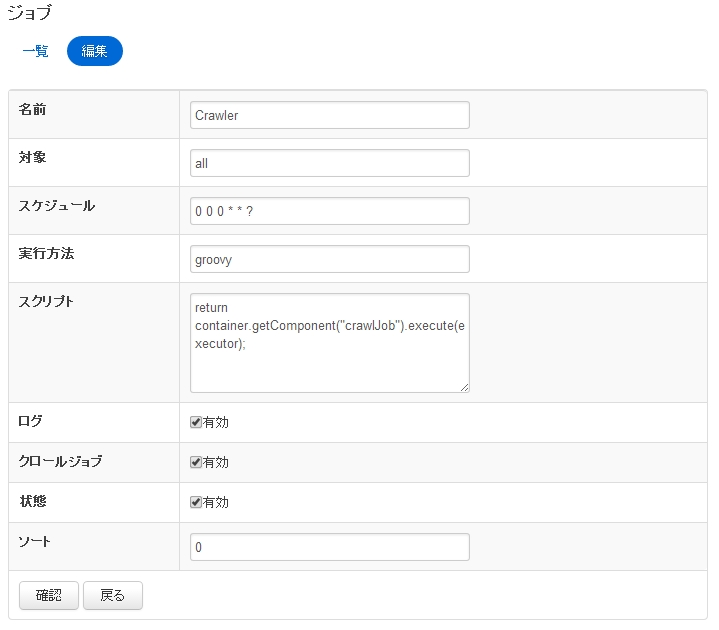 ジョブ
一覧 編集
名前 Crawler
対象 all
スケジュール 0 0 0 * * ?
実行方法 groovy
スクリプト return
container.getComponent("crawlJob").execute(e
xecutor);
ログ 有効
クロールジョブ 有効
状態 有効
ソート 0
確認 戻る